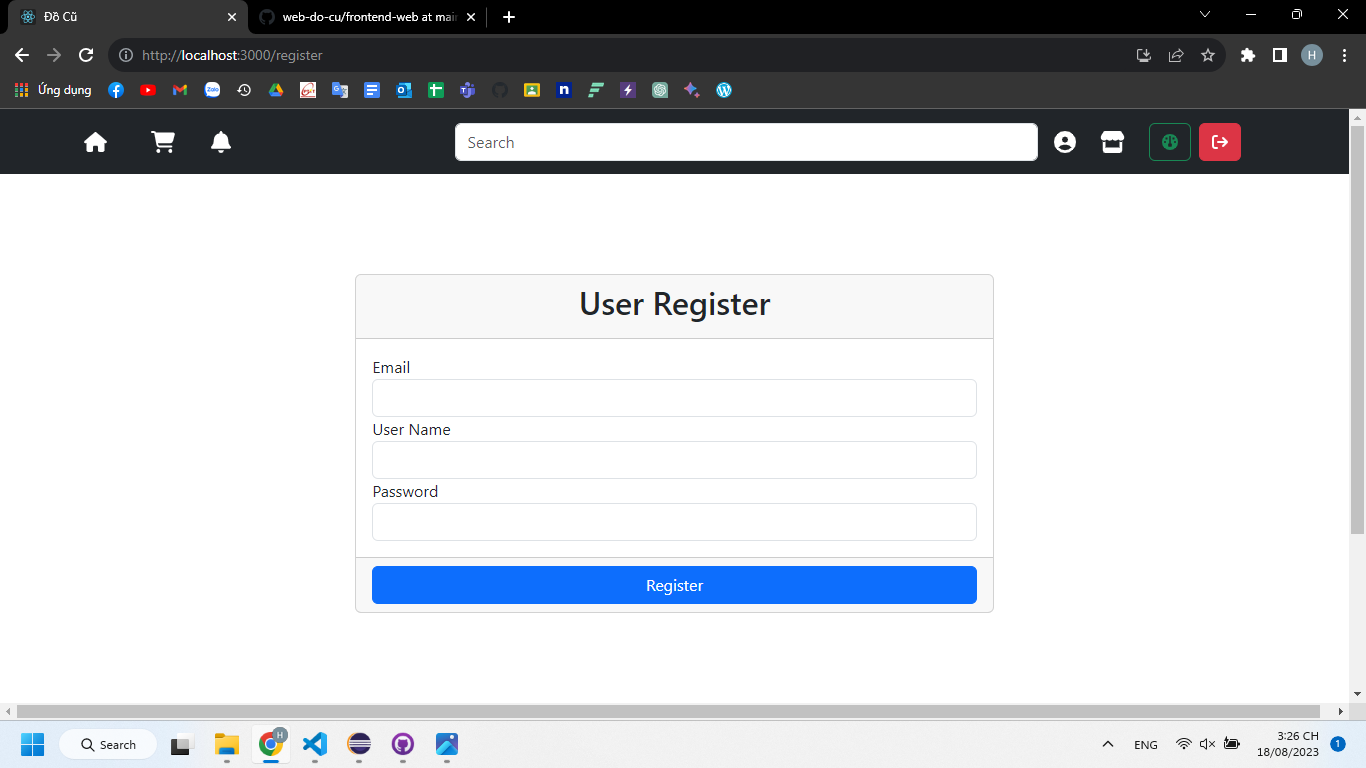 Đồ Cũ
web-do-cu/frontend-web at mair
http://localhost:3000/register
H
Ứng dụng
Search
User Register
Email
User Name
Password
Register
Search
H
ENG
3:26 CH
18/08/2023
1